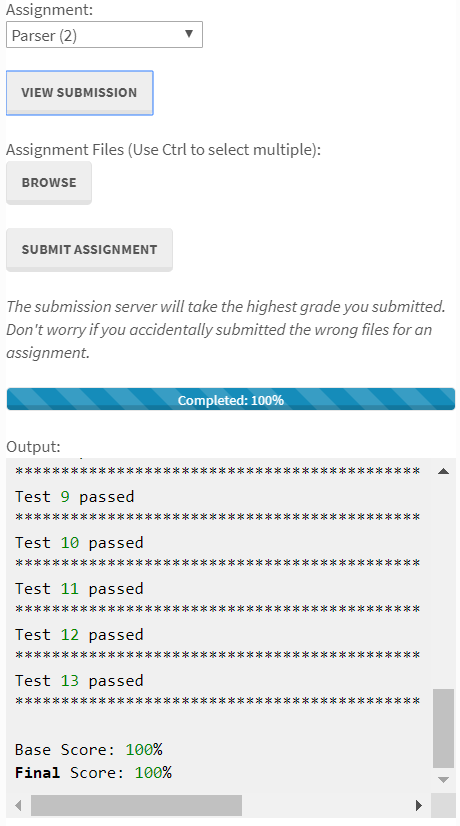 Assignment:
Parser (2)
VIEW SUBMISSION
Assignment Files (Use Ctrl to select multiple):
BROWSE
SUBMIT ASSIGNMENT
The submission server will take the highest grade you submitted.
Don't worry if you accidentally submitted the wrong files for an
assignment.
Completed: 100%
Output:
*********************************************
Test 9 passed
*********************************************
Test 10 passed
*********************************************
Test 11 passed
*********************************************
Test 12 passed
*********************************************
Test 13 passed
*********************************************
Base Score: 100%
Final Score: 100%